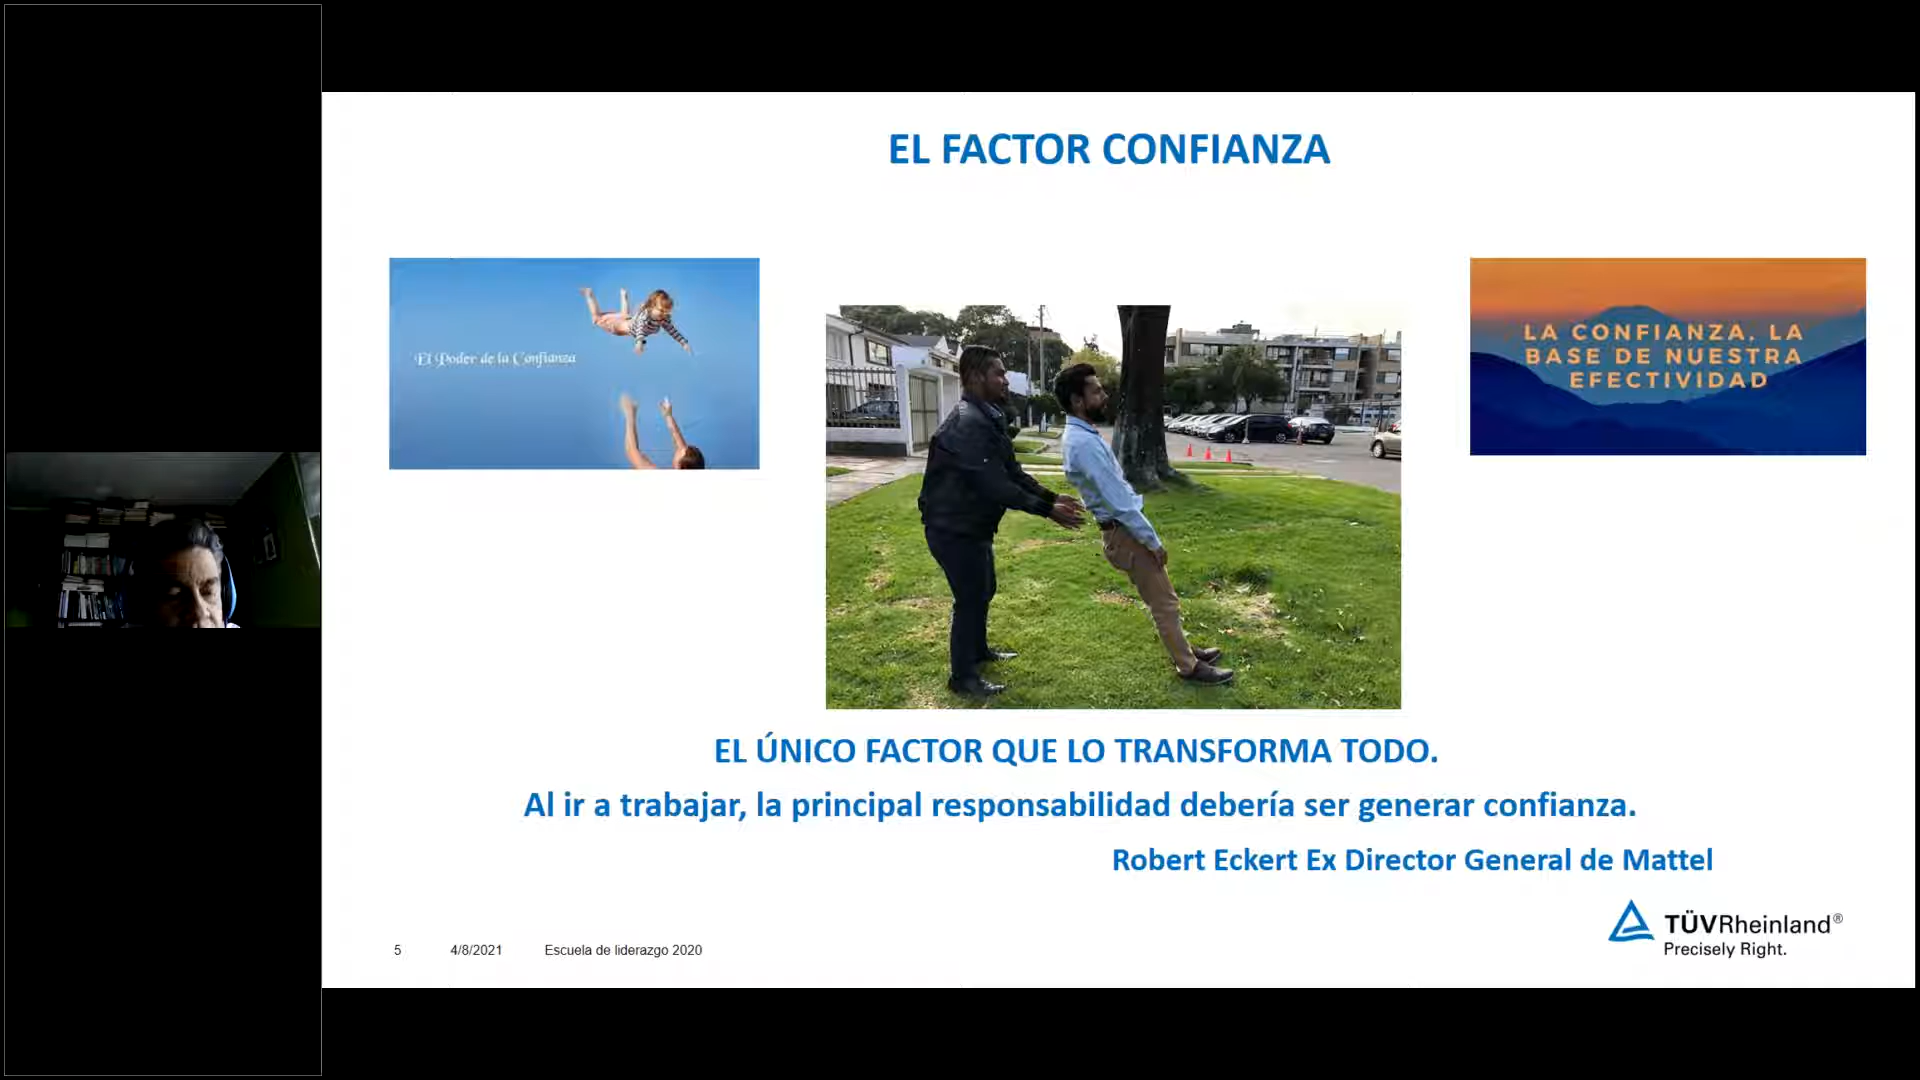 EL FACTOR CONFIANZA
El Poder de la Confianza
LA CONFIANZA, LA
BASE DE NUESTRA
EFECTIVIDAD
EL ÚNICO FACTOR QUE LO TRANSFORMA TODO.
Al ir a trabajar, la principal responsabilidad debería ser generar confianza.
Robert Eckert Ex Director General de Mattel
TÜVRheinland®
Precisely Right.
5 4/8/2021 Escuela de liderazgo 2020